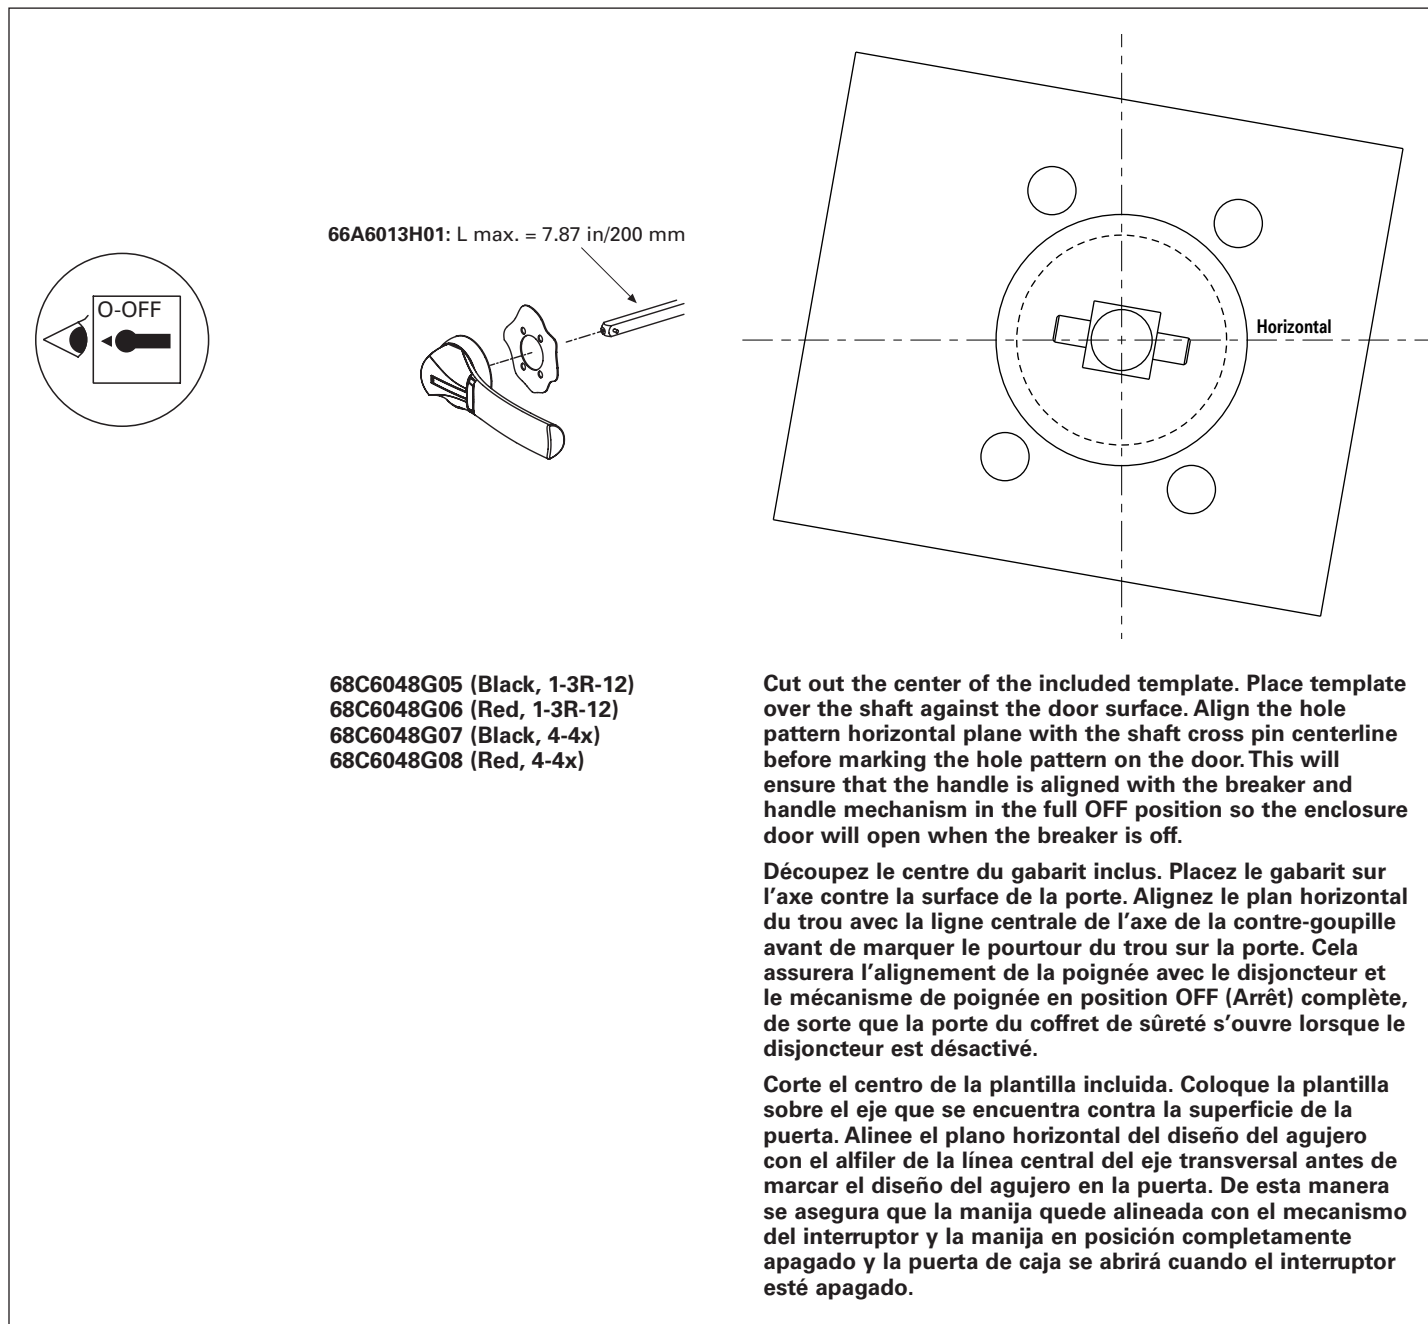 66A6013H01: L max. = 7.87 in/200 mm
O-OFF
Horizontal
68C6048G05 (Black, 1-3R-12)
68C6048G06 (Red, 1-3R-12)
68C6048G07 (Black, 4-4x)
68C6048G08 (Red, 4-4x)
Cut out the center of the included template. Place template
over the shaft against the door surface. Align the hole
pattern horizontal plane with the shaft cross pin centerline
before marking the hole pattern on the door. This will
ensure that the handle is aligned with the breaker and
handle mechanism in the full OFF position so the enclosure
door will open when the breaker is off.
Découpez le centre du gabarit inclus. Placez le gabarit sur
l’axe contre la surface de la porte. Alignez le plan horizontal
du trou avec la ligne centrale de l’axe de la contre-goupille
avant de marquer le pourtour du trou sur la porte. Cela
assurera l’alignement de la poignée avec le disjoncteur et
le mécanisme de poignée en position OFF (Arrêt) complète,
de sorte que la porte du coffret de sûreté s’ouvre lorsque le
disjoncteur est désactivé.
Corte el centro de la plantilla incluida. Coloque la plantilla
sobre el eje que se encuentra contra la superficie de la
puerta. Alinee el plano horizontal del diseño del agujero
con el alfiler de la línea central del eje transversal antes de
marcar el diseño del agujero en la puerta. De esta manera
se asegura que la manija quede alineada con el mecanismo
del interruptor y la manija en posición completamente
apagado y la puerta de caja se abrirá cuando el interruptor
esté apagado.